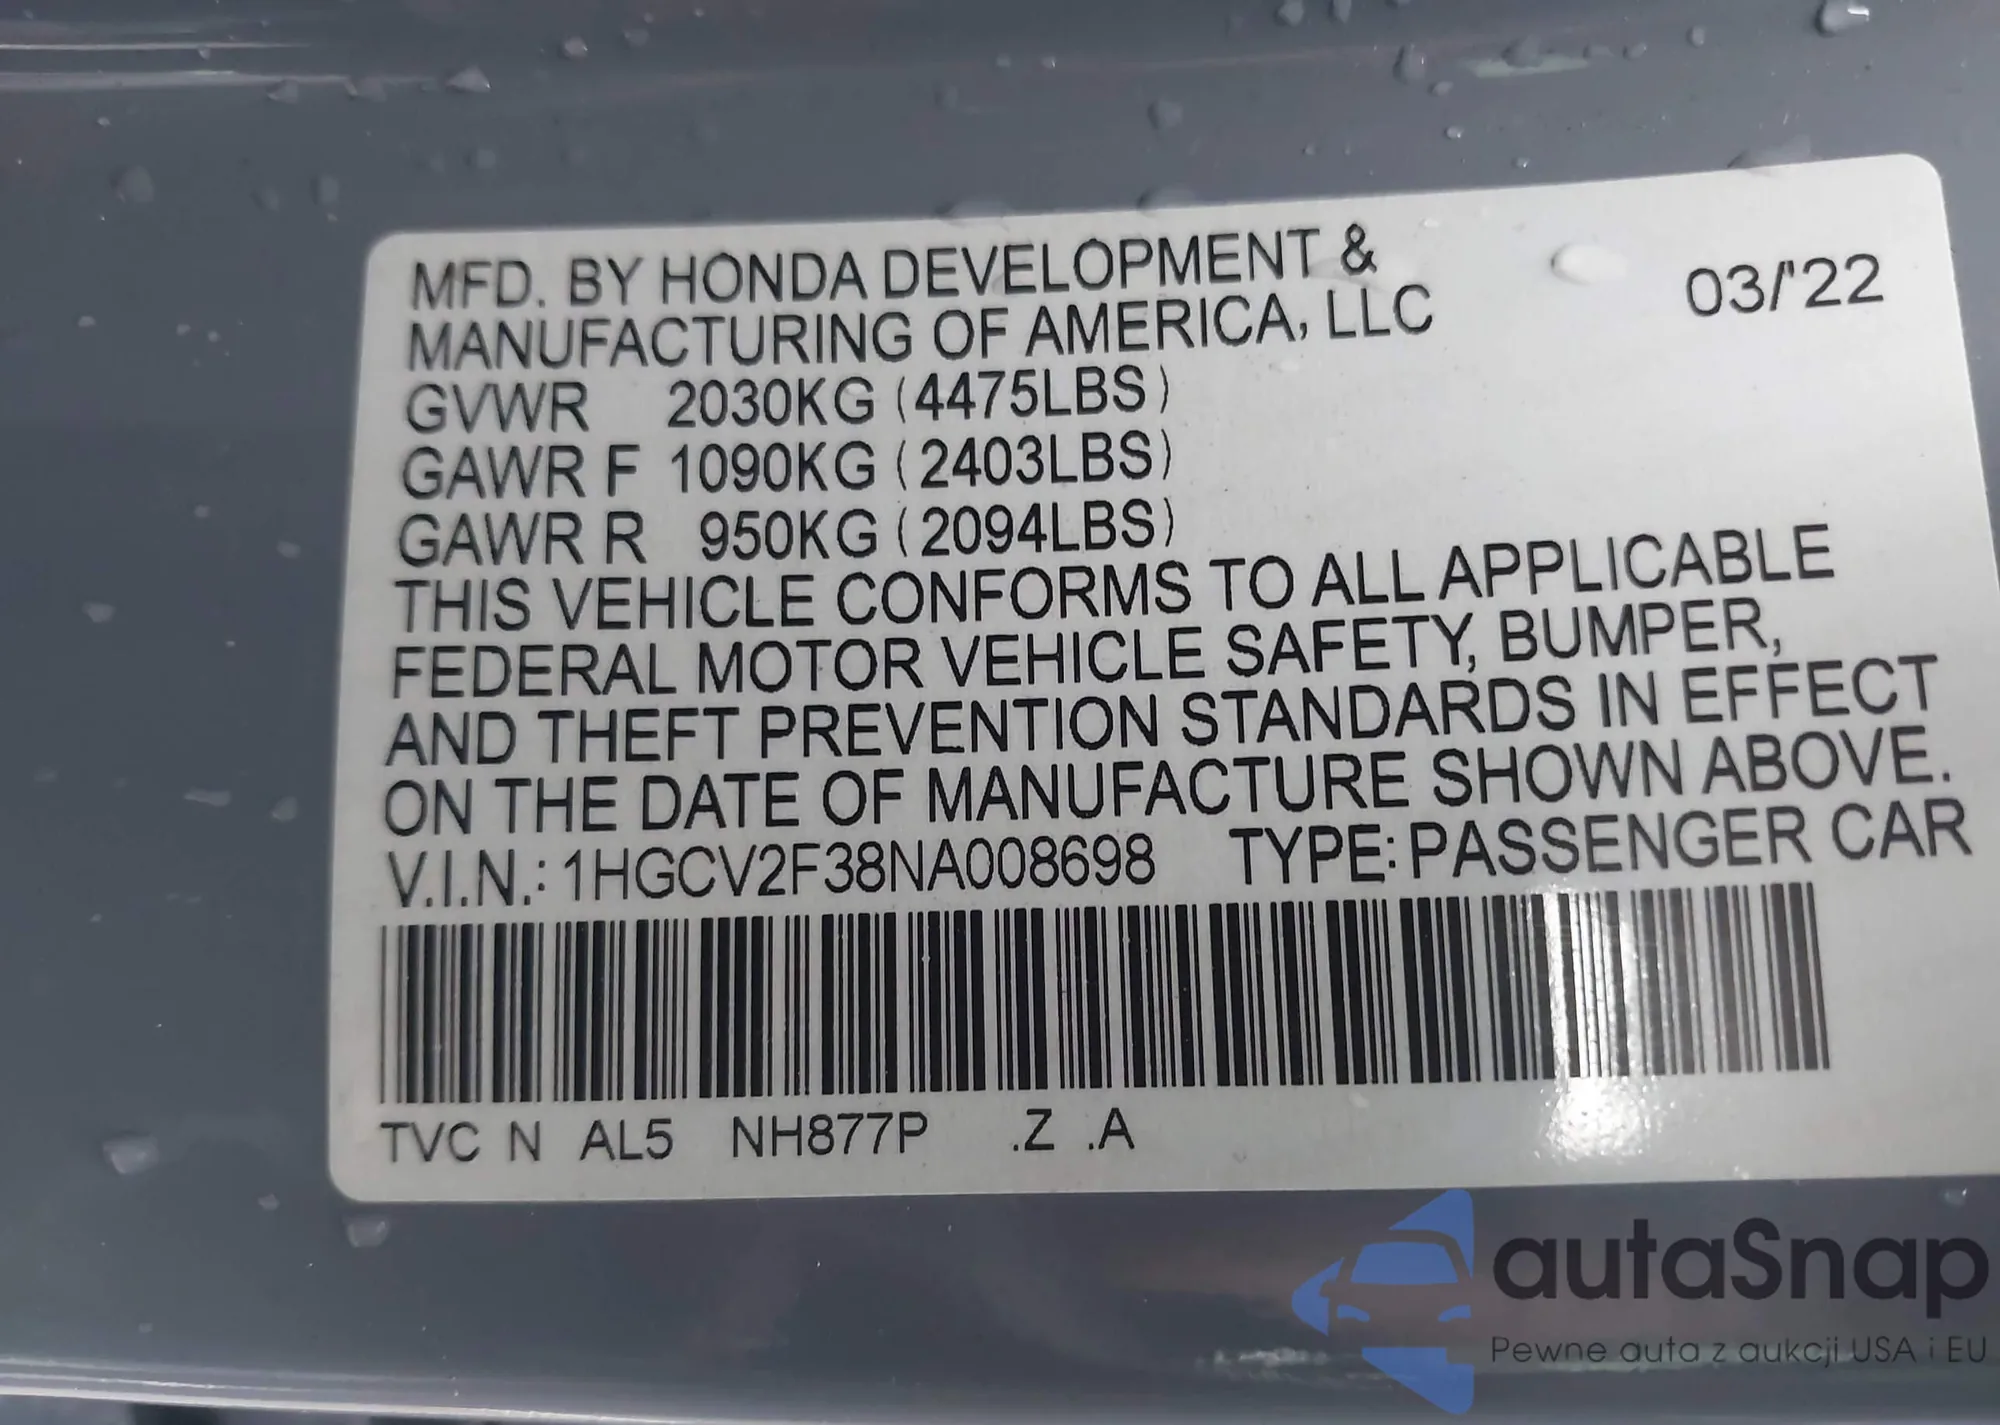 MFD. BY HONDA DEVELOPMENT &
MANUFACTURING OF AMERICA, LLC
03/'22
GVWR 2030KG (4475LBS)
GAWR F 1090KG (2403LBS)
GAWR R 950KG (2094LBS)
THIS VEHICLE CONFORMS TO ALL APPLICABLE
FEDERAL MOTOR VEHICLE SAFETY, BUMPER,
AND THEFT PREVENTION STANDARDS IN EFFECT
ON THE DATE OF MANUFACTURE SHOWN ABOVE.
V.I.N.: 1HGCV2F38NA008698 TYPE: PASSENGER CAR
TVC N AL5 NH877P .Z .A
autaSnap
Pewne auta z aukcji USA i EU